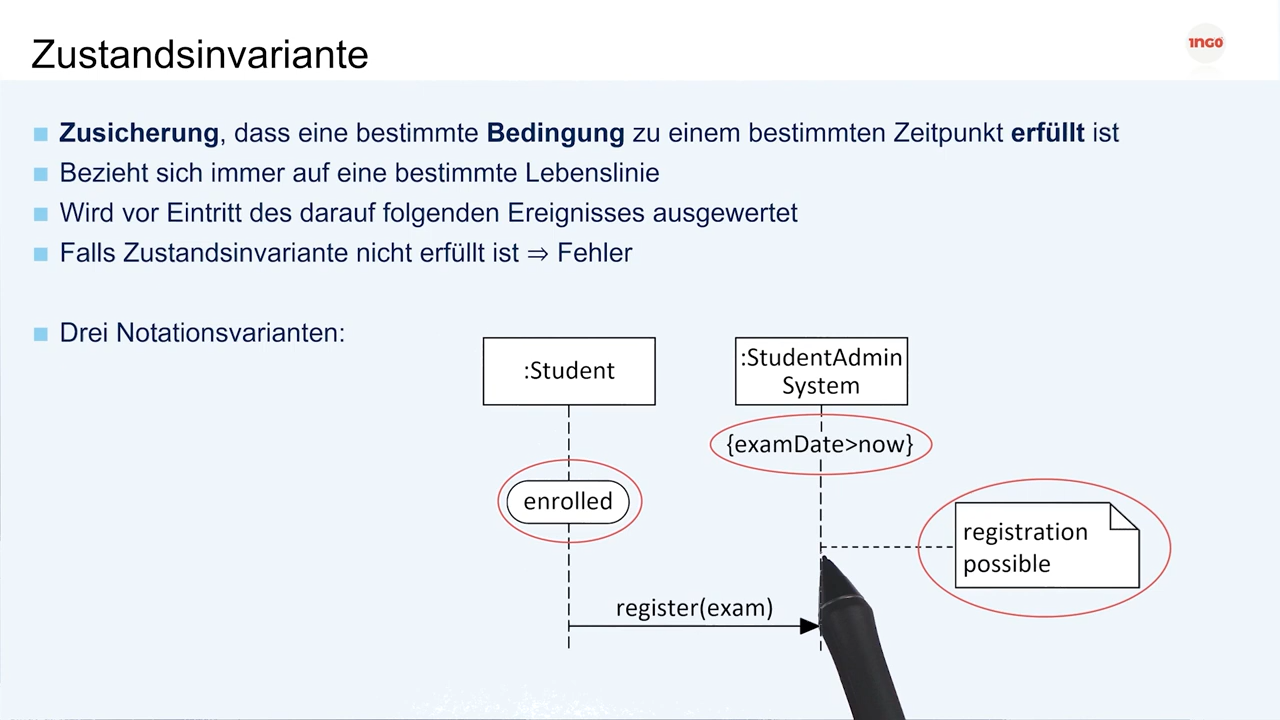 Zustandsinvariante
1NGO
Zusicherung, dass eine bestimmte Bedingung zu einem bestimmten Zeitpunkt erfüllt ist
Bezieht sich immer auf eine bestimmte Lebenslinie
Wird vor Eintritt des darauf folgenden Ereignisses ausgewertet
Falls Zustandsinvariante nicht erfüllt ist ⇒ Fehler
Drei Notationsvarianten:
:Student
:StudentAdmin
System
{examDate>now}
enrolled
registration
possible
register(exam)